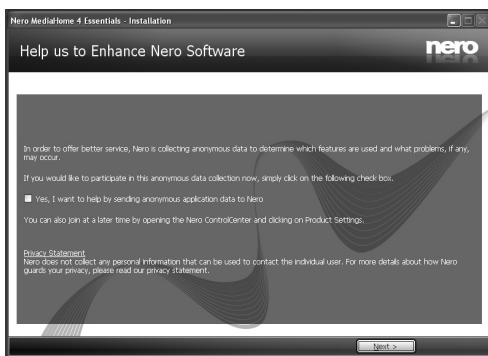 Nero MediaHome 4 Essentials - Installation
Help us to Enhance Nero Software
nero
In order to offer better service, Nero is collecting anonymous data to determine which features are used and what problems, if any,
may occur.
If you would like to participate in this anonymous data collection now, simply click on the following check box.
Yes, I want to help by sending anonymous application data to Nero
You can also join at a later time by opening the Nero ControlCenter and clicking on Product Settings.
Privacy Statement
Nero does not collect any personal information that can be used to contact the individual user. For more details about how Nero
guards your privacy, please read our privacy statement.
Next >